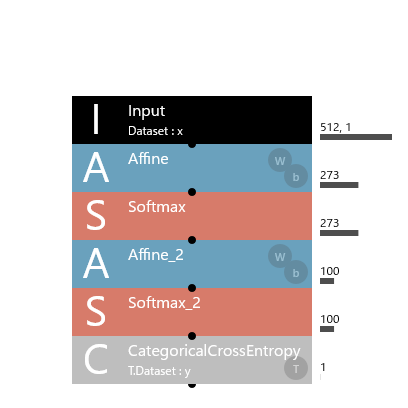 512, 1
I Input
Dataset : x
273
A Affine W b
273
S Softmax
100
A Affine_2 W b
100
S Softmax_2
1
C CategoricalCrossEntropy
T.Dataset : y T